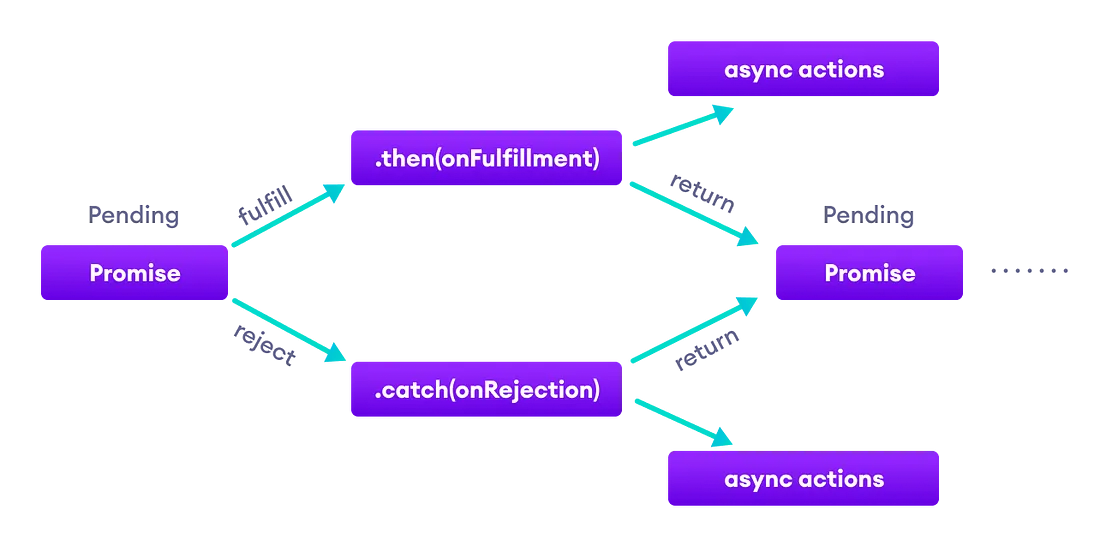 async actions
.then(onFulfillment)
fulfill
return
Pending
Pending
Promise
Promise
.......
reject
return
.catch(onRejection)
async actions